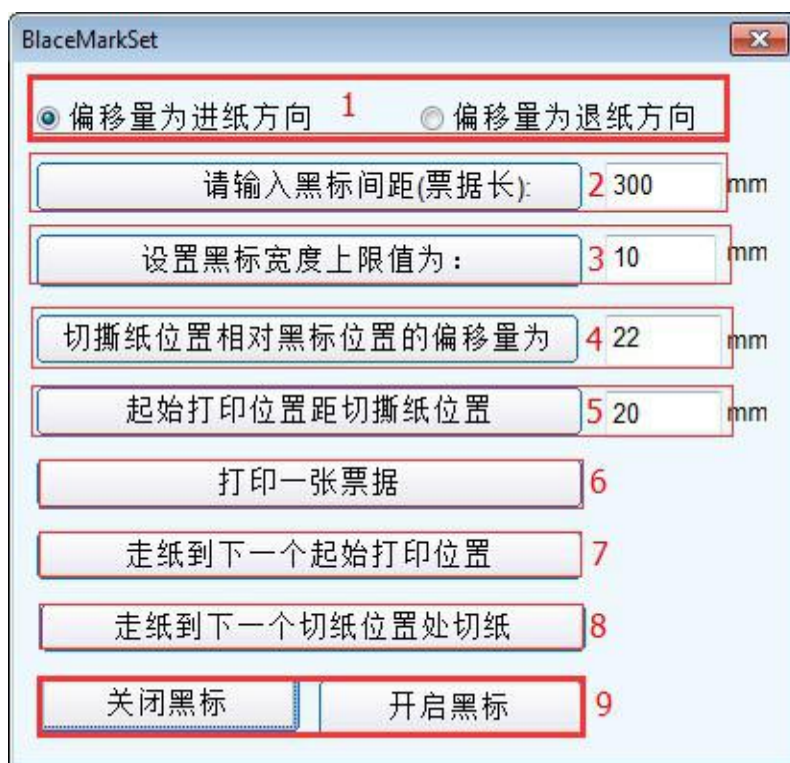 BlaceMarkSet
偏移量为进纸方向 1 偏移量为退纸方向
请输入黑标间距(票据长): 2 300 mm
设置黑标宽度上限值为： 3 10 mm
切撕纸位置相对黑标位置的偏移量为 4 22 mm
起始打印位置距切撕纸位置 5 20 mm
打印一张票据 6
走纸到下一个起始打印位置 7
走纸到下一个切纸位置处切纸 8
关闭黑标 开启黑标 9